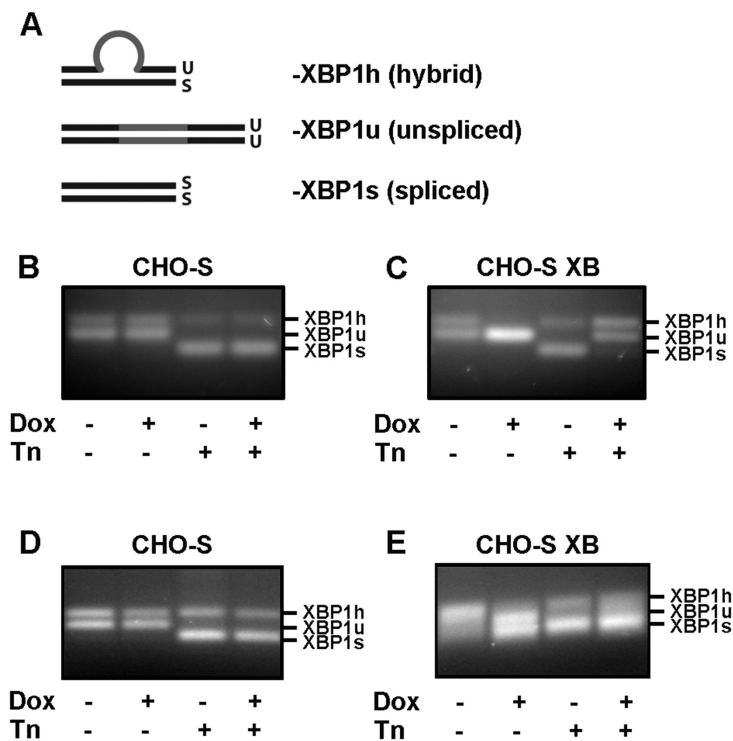 A
U
S
-XBP1h (hybrid)
U
U
-XBP1u (unspliced)
S
S
-XBP1s (spliced)
B
CHO-S
XBP1h
XBP1u
XBP1s
Dox - + - +
Tn - - + +
C
CHO-S XB
XBP1h
XBP1u
XBP1s
Dox - + - +
Tn - - + +
D
CHO-S
XBP1h
XBP1u
XBP1s
Dox - + - +
Tn - - + +
E
CHO-S XB
XBP1h
XBP1u
XBP1s
Dox - + - +
Tn - - + +